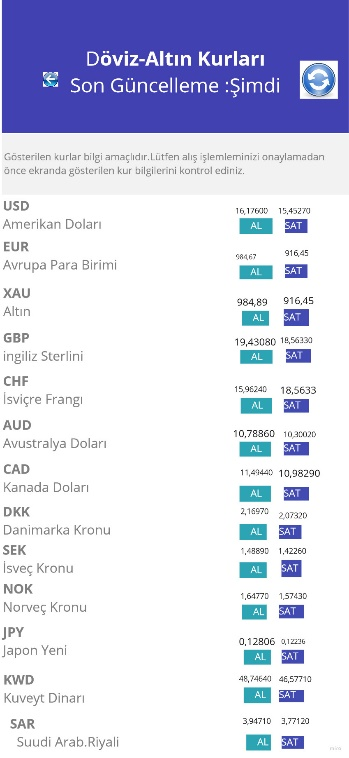 Döviz-Altın Kurları
Son Güncelleme :Şimdi
Gösterilen kurlar bilgi amaçlıdır.Lütfen alış işlemleminizi onaylamadan
önce ekranda gösterilen kur bilgilerini kontrol ediniz.
USD
16,17600 15,45270
Amerikan Doları AL SAT
EUR
984,67 916,45
Avrupa Para Birimi AL SAT
XAU
984,89 916,45
Altın AL SAT
GBP
19,43080 18,56330
ingiliz Sterlini AL SAT
CHF
15,96240 18,5633
İsviçre Frangı AL SAT
AUD
10,78860 10,30020
Avustralya Doları AL SAT
CAD
11,49440 10,98290
Kanada Doları AL SAT
DKK
2,16970 2,07320
Danimarka Kronu AL SAT
SEK
1,48890 1,42260
İsveç Kronu AL SAT
NOK
1,64770 1,57430
Norveç Kronu AL SAT
JPY
0,12806 0,12236
Japon Yeni AL SAT
KWD
48,74640 46,57710
Kuveyt Dinarı AL SAT
SAR
3,94710 3,77120
Suudi Arab.Riyali AL SAT